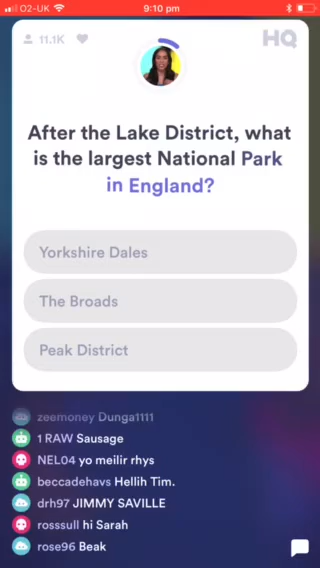 O2-UK 9:10 pm
11.1K HQ
After the Lake District, what
is the largest National Park
in England?
Yorkshire Dales
The Broads
Peak District
zeemoney Dunga1111
1 RAW Sausage
NEL04 yo meilir rhys
beccadehavs Hellih Tim.
drh97 JIMMY SAVILLE
rosssull hi Sarah
rose96 Beak